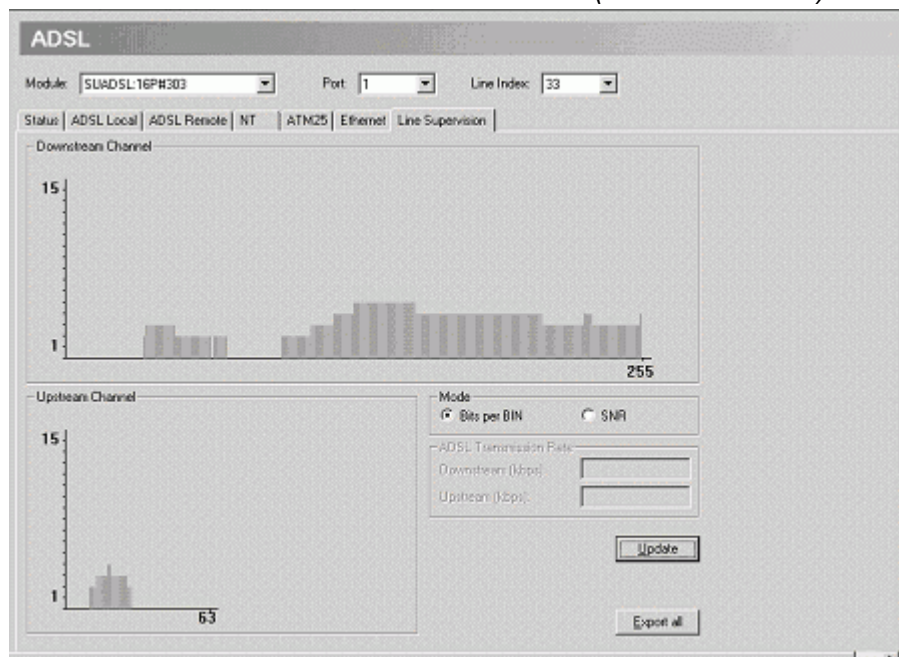 ADSL
Module: SUADSL:16P#303 Port: 1 Line Index: 33
Status ADSL Local ADSL Remote NT ATM25 Ethernet Line Supervision
Downstream Channel
15
1
255
Upstream Channel
15
1
63
Mode
Bits per BIN SNR
ADSL Transmission Rate
Downstream (kbps):
Upstream (kbps):
Update
Export all